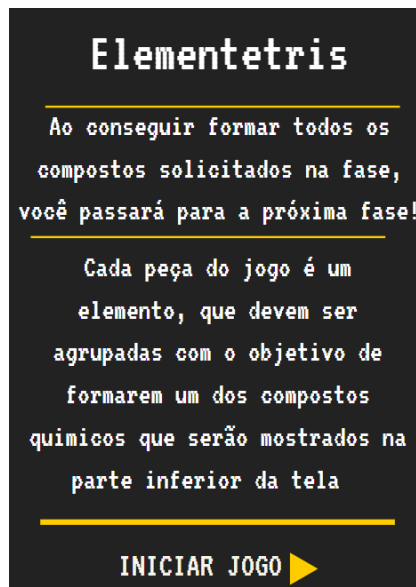 Elementetris
Ao conseguir formar todos os
compostos solicitados na fase,
você passará para a próxima fase!
Cada peça do jogo é um
elemento, que devem ser
agrupadas com o objetivo de
formarem um dos compostos
quimicos que serão mostrados na
parte inferior da tela
INICIAR JOGO